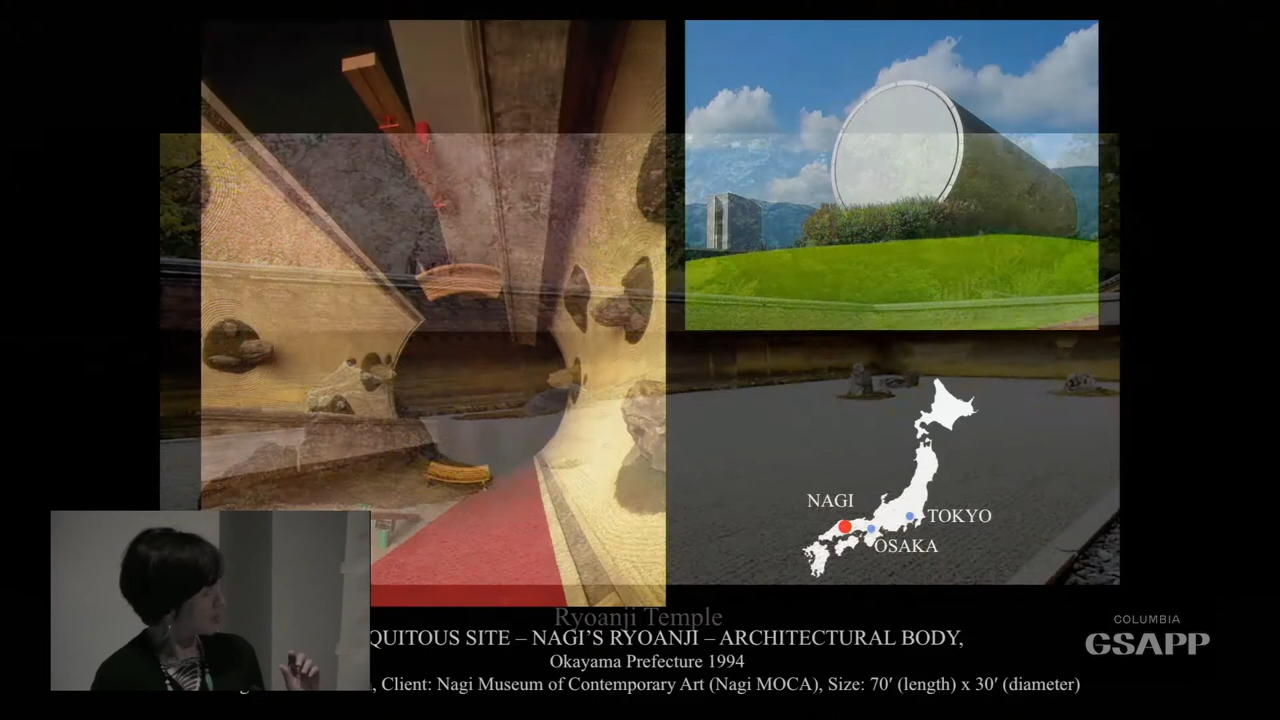 NAGI
TOKYO
OSAKA
Ryoanji Temple
QUITOUS SITE – NAGI'S RYOANJI – ARCHITECTURAL BODY,
Okayama Prefecture 1994
, Client: Nagi Museum of Contemporary Art (Nagi MOCA), Size: 70′ (length) x 30′ (diameter)
COLUMBIA
GSAPP